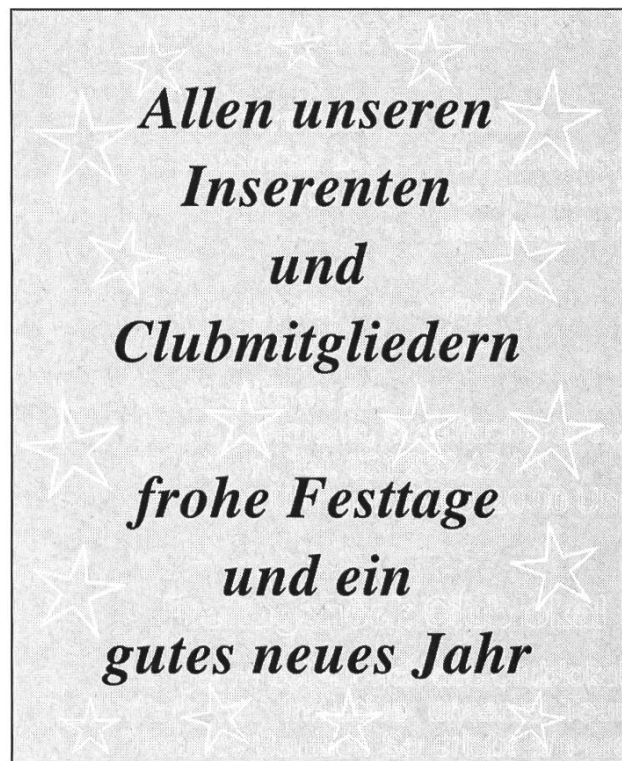 Allen unseren
Inserenten
und
Clubmitgliedern
frohe Festtage
und ein
gutes neues Jahr